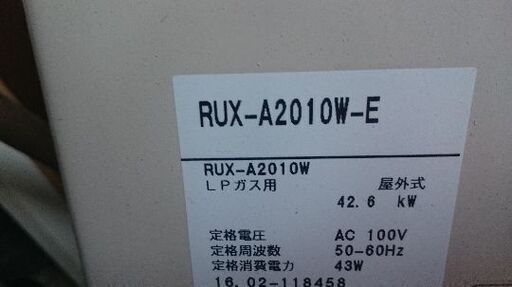 RUX-A2010W-E
RUX-A2010W
LPガス用 屋外式
42.6 kW
定格電圧 AC 100V
定格周波数 50-60Hz
定格消費電力 43W
16.02-118458